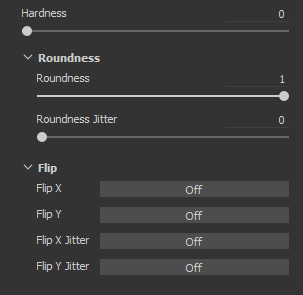 Hardness 0
Roundness
Roundness 1
Roundness Jitter 0
Flip
Flip X Off
Flip Y Off
Flip X Jitter Off
Flip Y Jitter Off